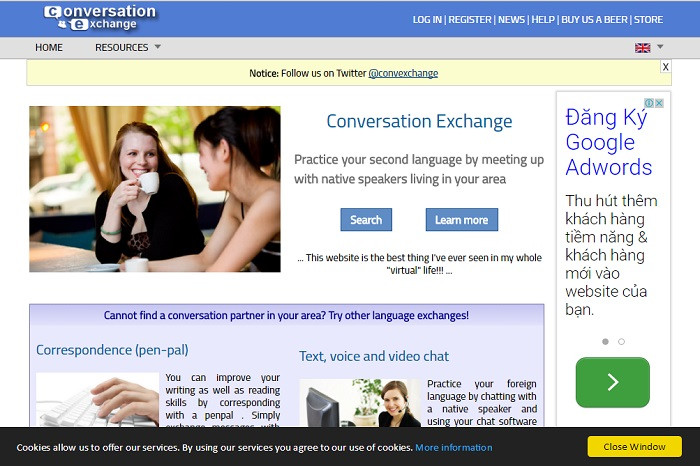 Conversation
Exchange
LOG IN | REGISTER | NEWS | HELP | BUY US A BEER | STORE
HOME
RESOURCES
Notice: Follow us on Twitter @convexchange
X
Conversation Exchange
Practice your second language by meeting up
with native speakers living in your area
Search
Learn more
... This website is the best thing I've ever seen in my whole
"virtual" life!!! ...
Đăng Ký
Google
Adwords
Thu hút thêm
khách hàng
tiềm năng &
khách hàng
mới vào
website của
bạn.
Cannot find a conversation partner in your area? Try other language exchanges!
Correspondence (pen-pal)
You can improve
your writing as well as reading
skills by corresponding
with a penpal . Simply
exchange messages with
Text, voice and video chat
Practice your foreign
language by chatting with
a native speaker and
using your chat software
Cookies allow us to offer our services. By using our services you agree to our use of cookies. More information
Close Window